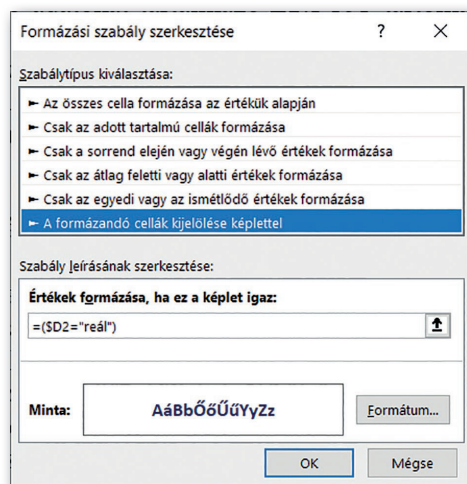 Formázási szabály szerkesztése ? ×
Szabálytípus kiválasztása:
► Az összes cella formázása az értékük alapján
► Csak az adott tartalmú cellák formázása
► Csak a sorrend elején vagy végén lévő értékek formázása
► Csak az átlag feletti vagy alatti értékek formázása
► Csak az egyedi vagy az ismétlődő értékek formázása
► A formázandó cellák kijelölése képlettel
Szabály leírásának szerkesztése:
Értékek formázása, ha ez a képlet igaz:
=($D2="reál")
Minta: AáBbŐőŰűYyZz Formátum...
OK Mégse